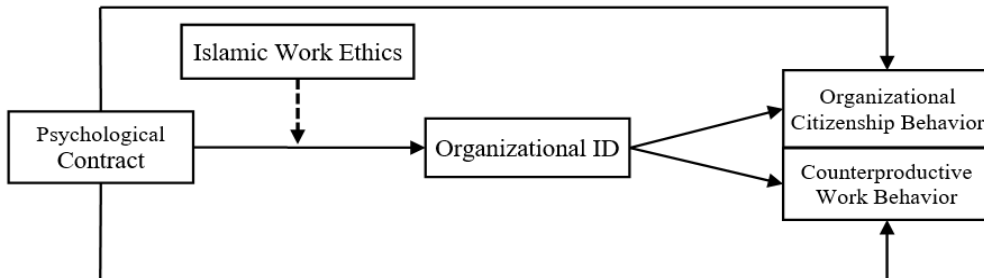 Islamic Work Ethics
Psychological
Contract
Organizational ID
Organizational
Citizenship Behavior
Counterproductive
Work Behavior